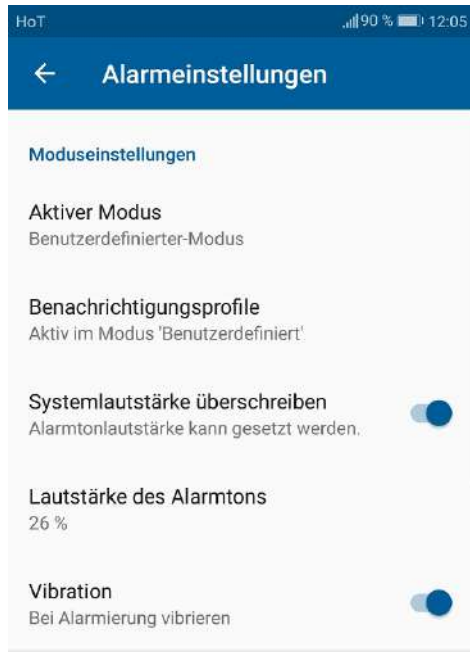 HoT 90 % 12:05
Alarmeinstellungen
Moduseinstellungen
Aktiver Modus
Benutzerdefinierter-Modus
Benachrichtigungsprofile
Aktiv im Modus 'Benutzerdefiniert'
Systemlautstärke überschreiben
Alarmtonlautstärke kann gesetzt werden.
Lautstärke des Alarmtons
26 %
Vibration
Bei Alarmierung vibrieren